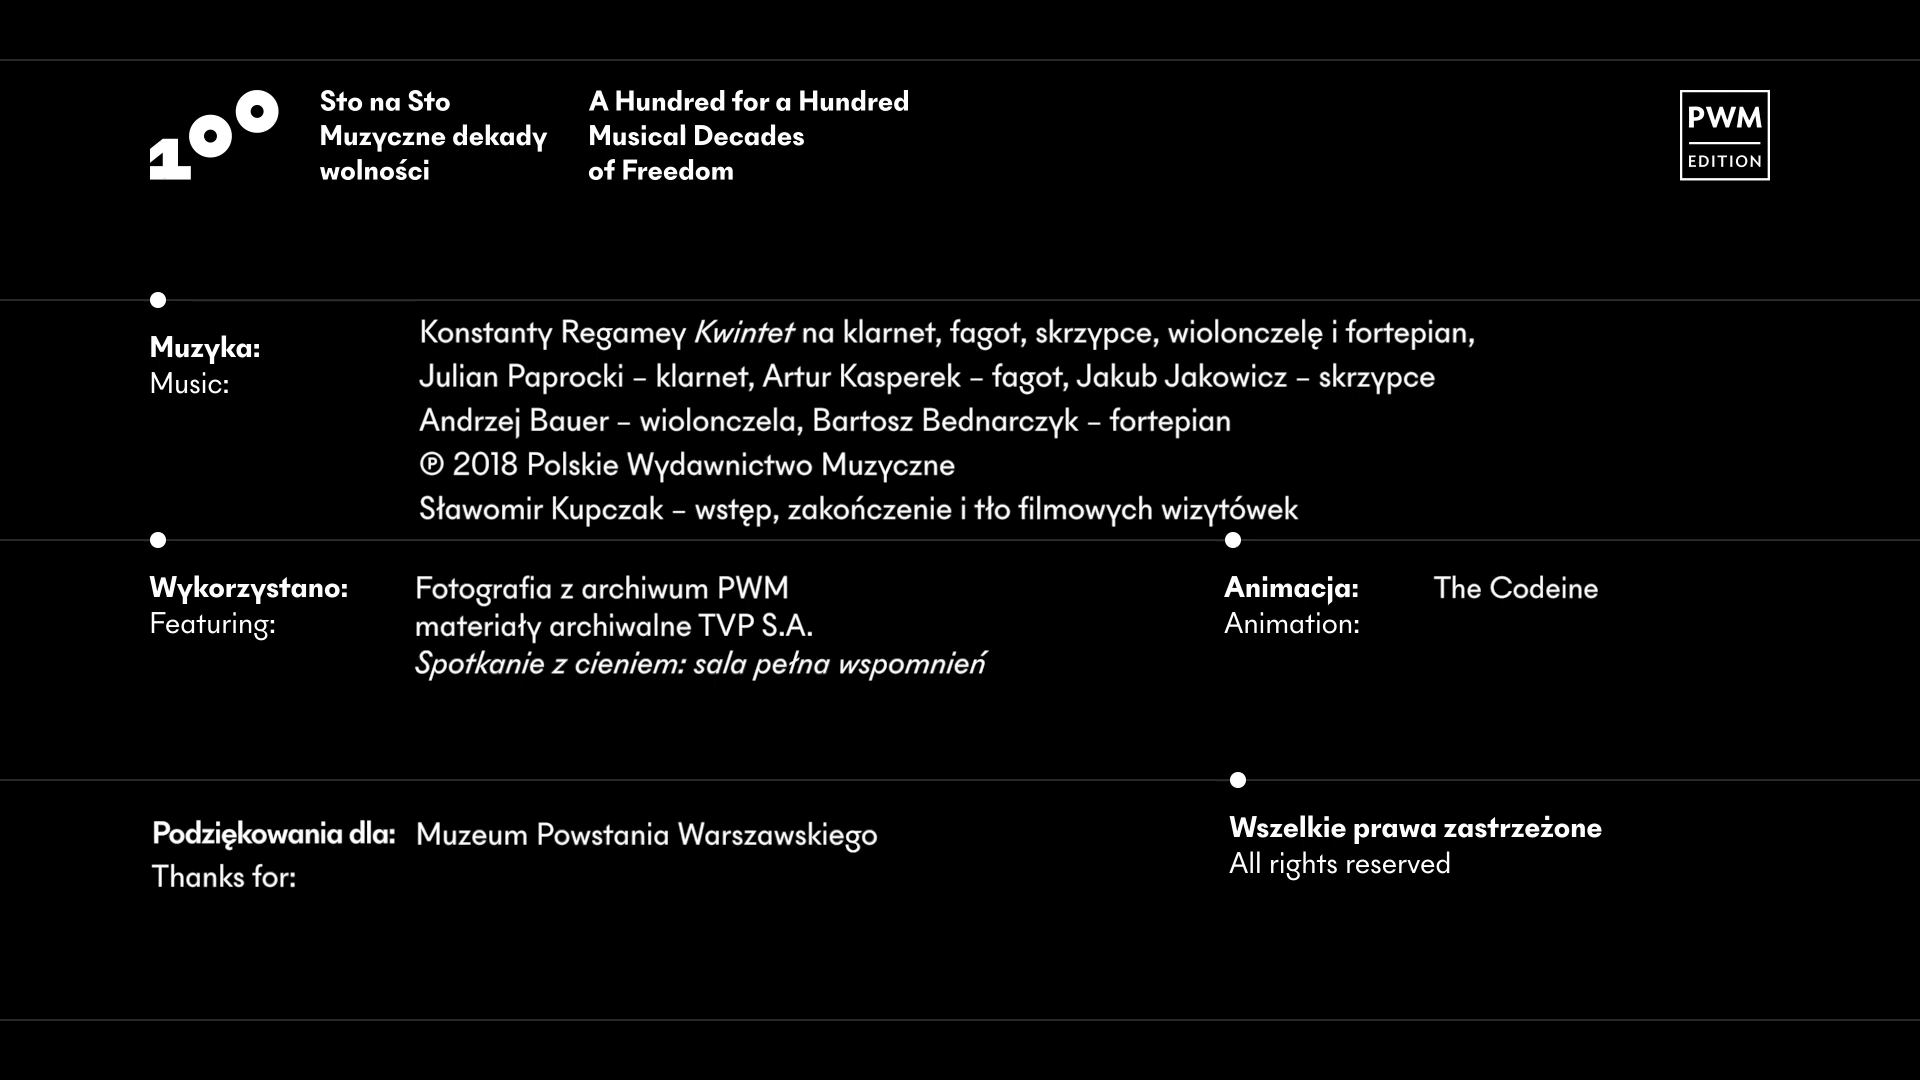 100
Sto na Sto
Muzyczne dekady
wolności
A Hundred for a Hundred
Musical Decades
of Freedom
PWM
EDITION
Muzyka:
Music:
Konstanty Regamey Kwintet na klarnet, fagot, skrzypce, wiolonczelę i fortepian,
Julian Paprocki – klarnet, Artur Kasperek – fagot, Jakub Jakowicz – skrzypce
Andrzej Bauer – wiolonczela, Bartosz Bednarczyk – fortepian
℗ 2018 Polskie Wydawnictwo Muzyczne
Sławomir Kupczak – wstęp, zakończenie i tło filmowych wizytówek
Wykorzystano:
Featuring:
Fotografia z archiwum PWM
materiały archiwalne TVP S.A.
Spotkanie z cieniem: sala pełna wspomnień
Animacja:
Animation:
The Codeine
Podziękowania dla:
Thanks for:
Muzeum Powstania Warszawskiego
Wszelkie prawa zastrzeżone
All rights reserved